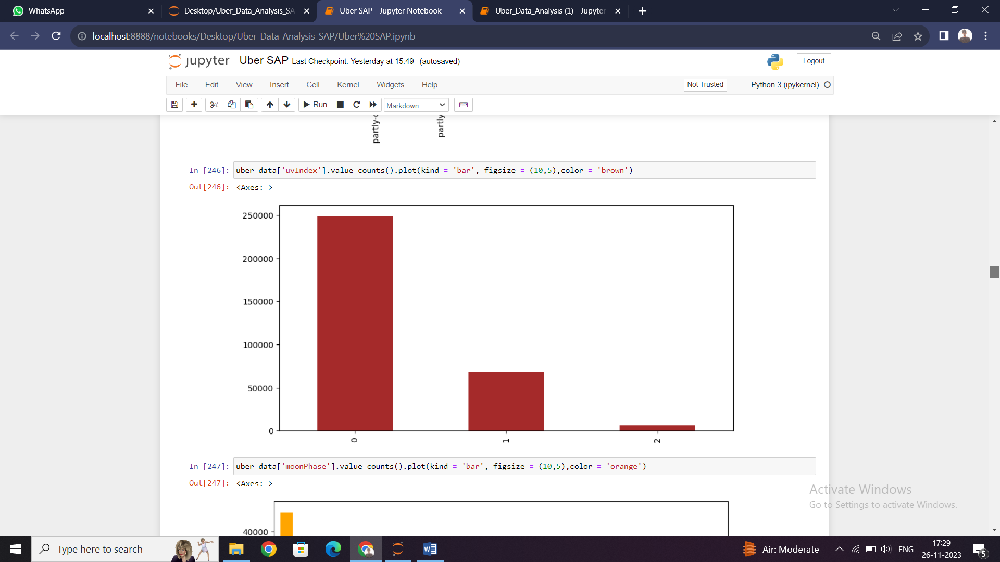 WhatsApp
Desktop/Uber_Data_Analysis_SA
Uber SAP - Jupyter Notebook
Uber_Data_Analysis (1) - Jupyter
localhost:8888/notebooks/Desktop/Uber_Data_Analysis_SAP/Uber%20SAP.ipynb
jupyter Uber SAP Last Checkpoint: Yesterday at 15:49 (autosaved)
Logout
File Edit View Insert Cell Kernel Widgets Help
Not Trusted
Python 3 (ipykernel)
Run
Markdown
partly-
partly
In [246]: uber_data['uvIndex'].value_counts().plot(kind = 'bar', figsize = (10,5),color = 'brown')
Out[246]: <Axes: >
250000
200000
150000
100000
50000
0
0 1 2
In [247]: uber_data['moonPhase'].value_counts().plot(kind = 'bar', figsize = (10,5),color = 'orange')
Out[247]: <Axes: >
40000
Activate Windows
Go to Settings to activate Windows.
Type here to search
Air: Moderate
ENG
17:29
26-11-2023
5